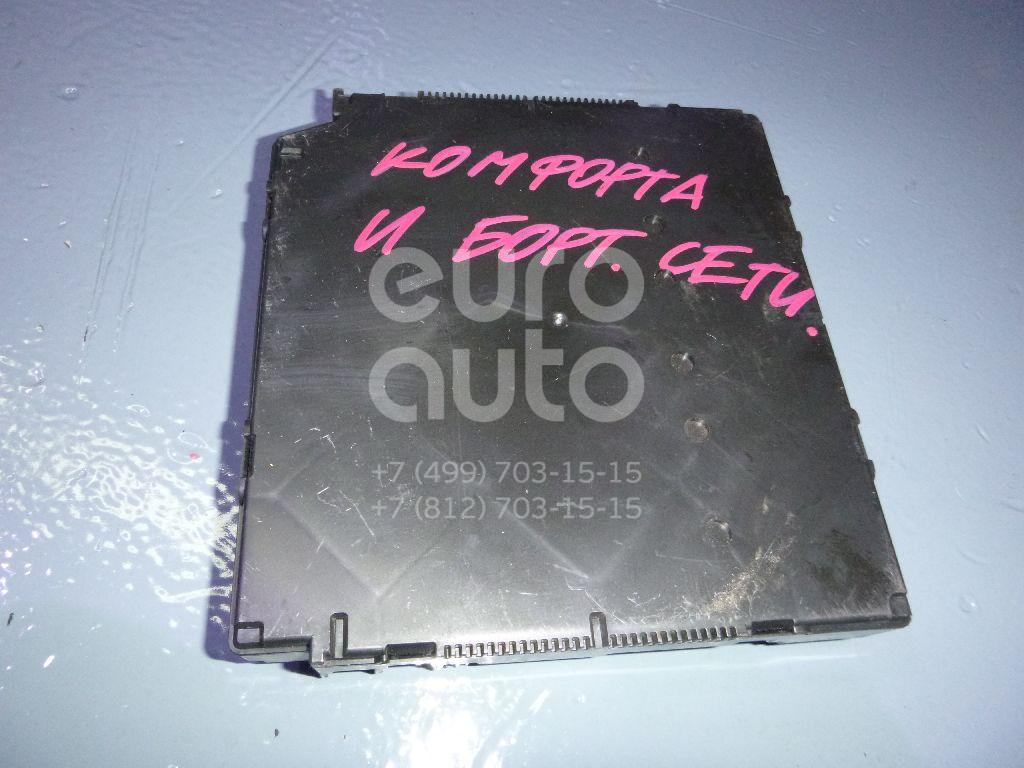 КОМФОРТА
И БОРТ. СЕТИ.
euro
auto
+7 (499) 703-15-15
+7 (812) 703-15-15